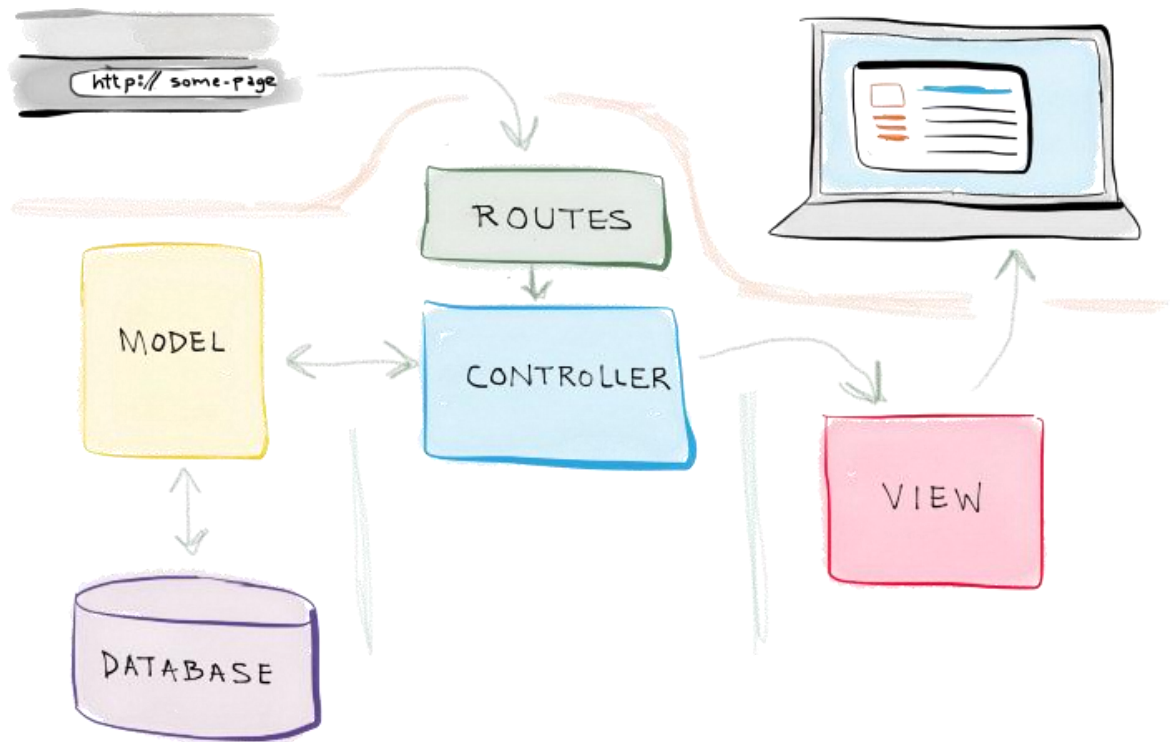 http:// some-page
ROUTES
MODEL
CONTROLLER
VIEW
DATABASE